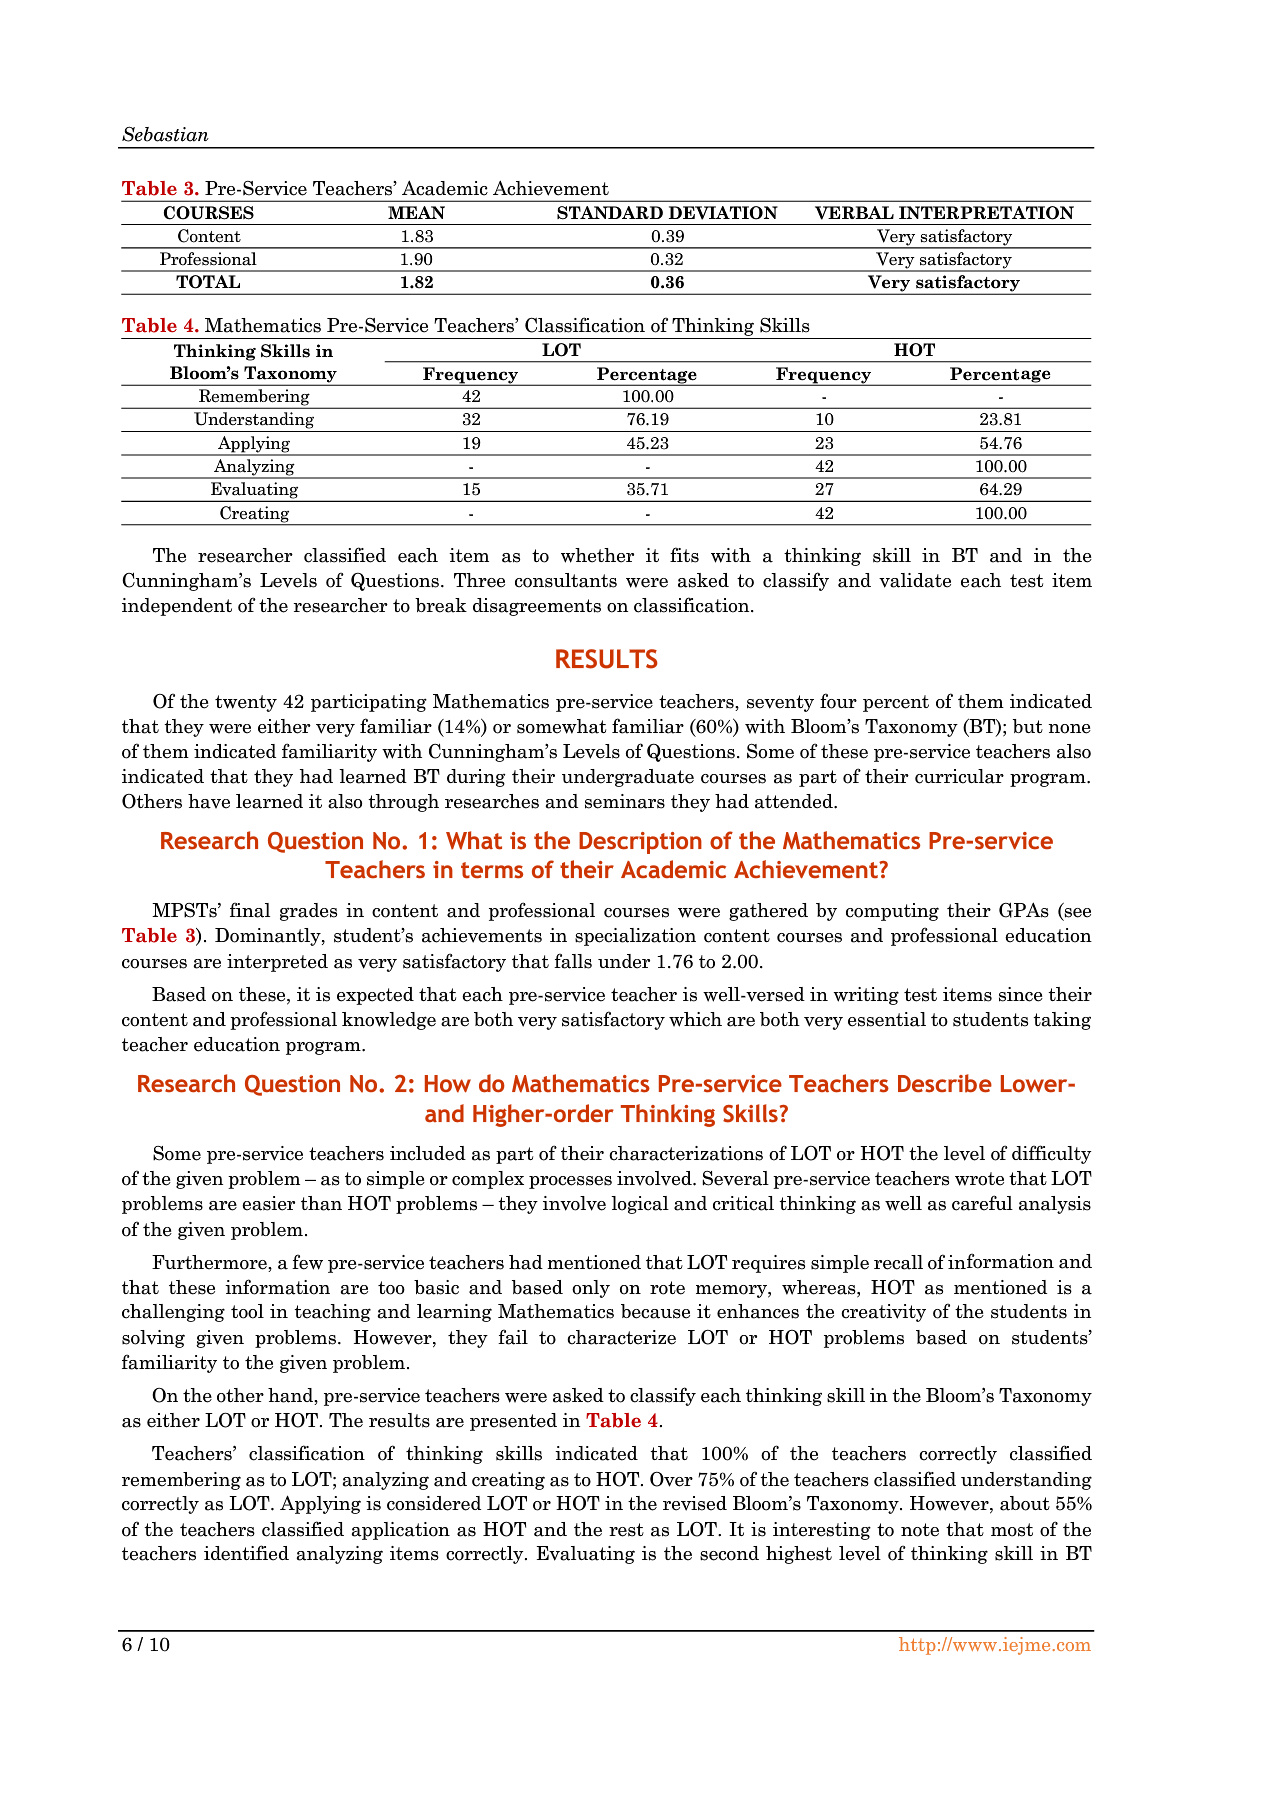 Sebastian
Table 3. Pre-Service Teachers’ Academic Achievement
COURSES MEAN STANDARD DEVIATION VERBAL INTERPRETATION
Content 1.83 0.39 Very satisfactory
Professional 1.90 0.32 Very satisfactory
TOTAL 1.82 0.36 Very satisfactory
Table 4. Mathematics Pre-Service Teachers’ Classification of Thinking Skills
Thinking Skills in LOT HOT
Bloom’s Taxonomy Frequency Percentage Frequency Percentage
Remembering 42 100.00 - -
Understanding 32 76.19 10 23.81
Applying 19 45.23 23 54.76
Analyzing - - 42 100.00
Evaluating 15 35.71 27 64.29
Creating - - 42 100.00
The researcher classified each item as to whether it fits with a thinking skill in BT and in the
Cunningham’s Levels of Questions. Three consultants were asked to classify and validate each test item
independent of the researcher to break disagreements on classification.
RESULTS
Of the twenty 42 participating Mathematics pre-service teachers, seventy four percent of them indicated
that they were either very familiar (14%) or somewhat familiar (60%) with Bloom’s Taxonomy (BT); but none
of them indicated familiarity with Cunningham’s Levels of Questions. Some of these pre-service teachers also
indicated that they had learned BT during their undergraduate courses as part of their curricular program.
Others have learned it also through researches and seminars they had attended.
Research Question No. 1: What is the Description of the Mathematics Pre-service
Teachers in terms of their Academic Achievement?
MPSTs’ final grades in content and professional courses were gathered by computing their GPAs (see
Table 3). Dominantly, student’s achievements in specialization content courses and professional education
courses are interpreted as very satisfactory that falls under 1.76 to 2.00.
Based on these, it is expected that each pre-service teacher is well-versed in writing test items since their
content and professional knowledge are both very satisfactory which are both very essential to students taking
teacher education program.
Research Question No. 2: How do Mathematics Pre-service Teachers Describe Lower-
and Higher-order Thinking Skills?
Some pre-service teachers included as part of their characterizations of LOT or HOT the level of difficulty
of the given problem – as to simple or complex processes involved. Several pre-service teachers wrote that LOT
problems are easier than HOT problems – they involve logical and critical thinking as well as careful analysis
of the given problem.
Furthermore, a few pre-service teachers had mentioned that LOT requires simple recall of information and
that these information are too basic and based only on rote memory, whereas, HOT as mentioned is a
challenging tool in teaching and learning Mathematics because it enhances the creativity of the students in
solving given problems. However, they fail to characterize LOT or HOT problems based on students’
familiarity to the given problem.
On the other hand, pre-service teachers were asked to classify each thinking skill in the Bloom’s Taxonomy
as either LOT or HOT. The results are presented in Table 4.
Teachers’ classification of thinking skills indicated that 100% of the teachers correctly classified
remembering as to LOT; analyzing and creating as to HOT. Over 75% of the teachers classified understanding
correctly as LOT. Applying is considered LOT or HOT in the revised Bloom’s Taxonomy. However, about 55%
of the teachers classified application as HOT and the rest as LOT. It is interesting to note that most of the
teachers identified analyzing items correctly. Evaluating is the second highest level of thinking skill in BT
6 / 10 http://www.iejme.com